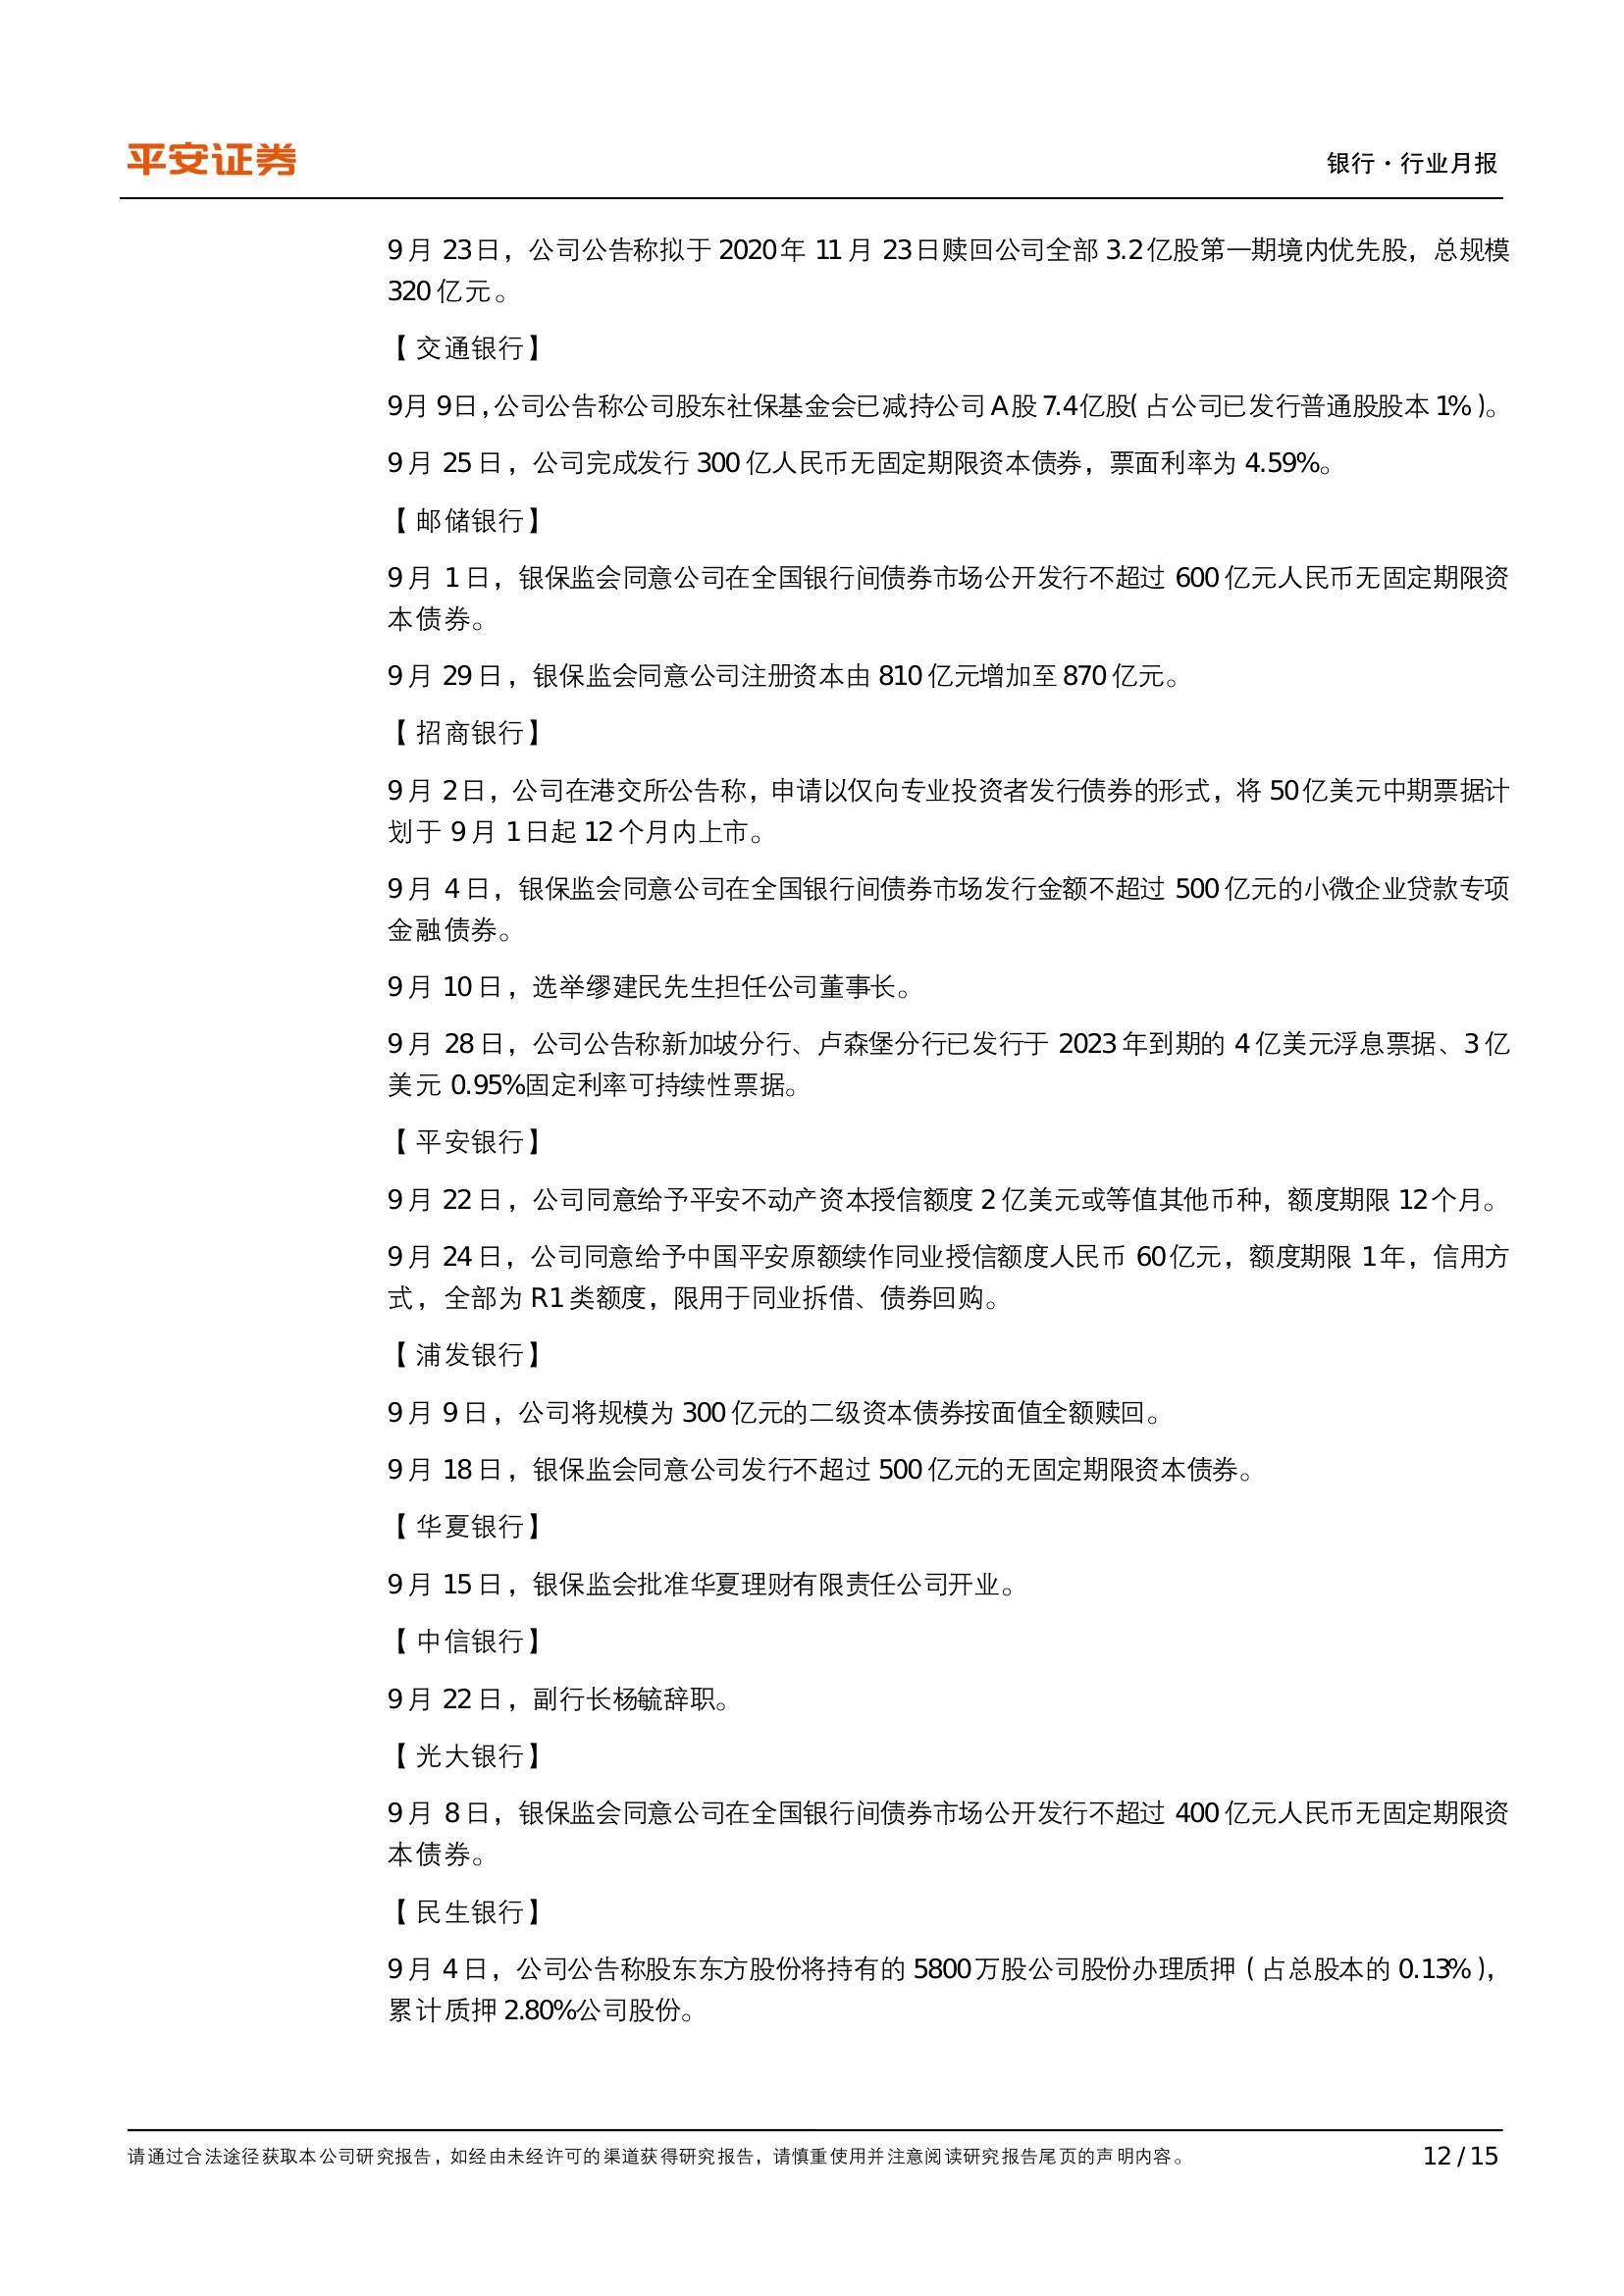 平安证券
银行·行业月报
9月 23日，公司公告称拟于 2020年 11月 23日赎回公司全部 3.2亿股第一期境内优先股，总规模
320亿元。
【交通银行】
9月 9日，公司公告称公司股东社保基金会已减持公司A股7.4亿股(占公司已发行普通股股本1%)。
9月 25日，公司完成发行 300亿人民币无固定期限资本债券，票面利率为 4.59%。
【邮储银行】
9月 1日，银保监会同意公司在全国银行间债券市场公开发行不超过 600亿元人民币无固定期限资
本债券。
9月 29日，银保监会同意公司注册资本由 810亿元增加至 870亿元。
【招商银行】
9月 2日，公司在港交所公告称，申请以仅向专业投资者发行债券的形式，将 50亿美元中期票据计
划于 9月 1日起 12个月内上市。
9月 4日，银保监会同意公司在全国银行间债券市场发行金额不超过 500亿元的小微企业贷款专项
金融债券。
9月 10日，选举缪建民先生担任公司董事长。
9月 28日，公司公告称新加坡分行、卢森堡分行已发行于 2023年到期的 4亿美元浮息票据、3亿
美元 0.95%固定利率可持续性票据。
【平安银行】
9月 22日，公司同意给予平安不动产资本授信额度 2亿美元或等值其他币种，额度期限 12个月。
9月 24日，公司同意给予中国平安原额续作同业授信额度人民币 60亿元，额度期限 1年，信用方
式，全部为 R1类额度，限用于同业拆借、债券回购。
【浦发银行】
9月 9日，公司将规模为 300亿元的二级资本债券按面值全额赎回。
9月 18日，银保监会同意公司发行不超过 500亿元的无固定期限资本债券。
【华夏银行】
9月 15日，银保监会批准华夏理财有限责任公司开业。
【中信银行】
9月 22日，副行长杨毓辞职。
【光大银行】
9月 8日，银保监会同意公司在全国银行间债券市场公开发行不超过 400亿元人民币无固定期限资
本债券。
【民生银行】
9月 4日，公司公告称股东东方股份将持有的 5800万股公司股份办理质押(占总股本的 0.13%)，
累计质押 2.80%公司股份。
请通过合法途径获取本公司研究报告，如经由未经许可的渠道获得研究报告，请慎重使用并注意阅读研究报告尾页的声明内容。
12 / 15